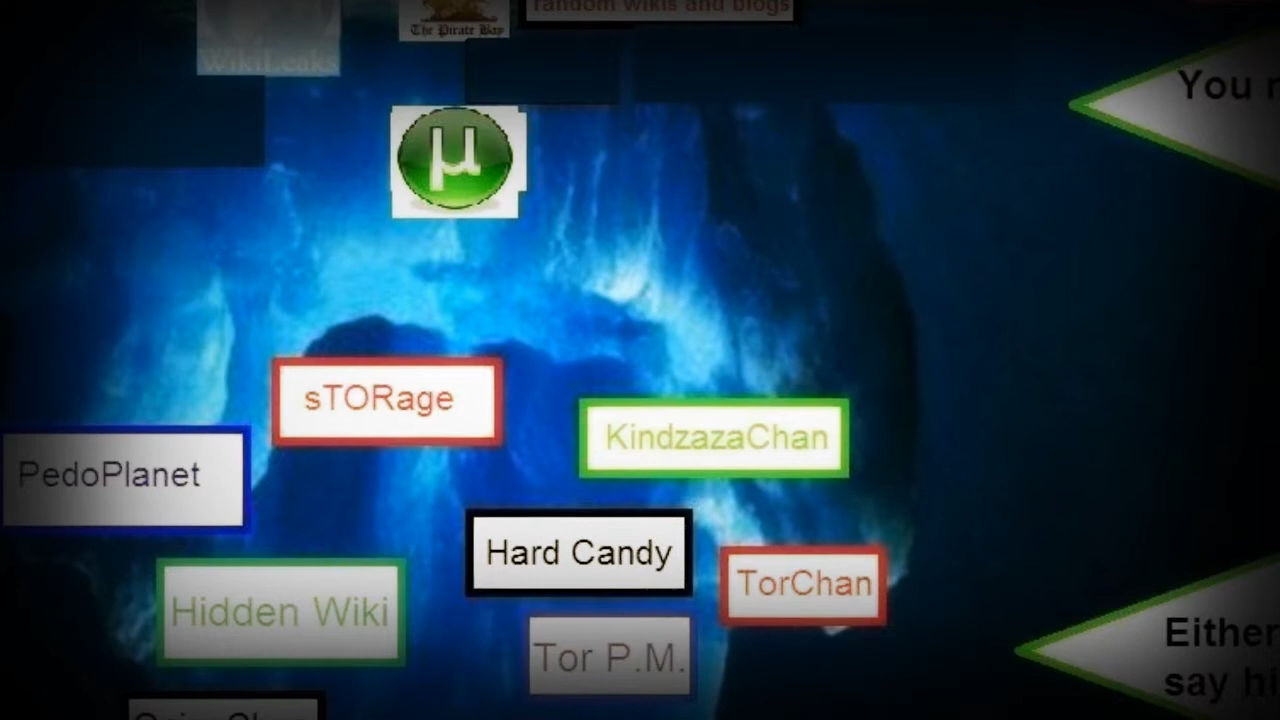 random wikis and blogs
The Pirate Bay
WikiLeaks
You
µ
sTORage
KindzazaChan
PedoPlanet
Hard Candy
TorChan
Hidden Wiki
Either
say hi
Tor P.M.